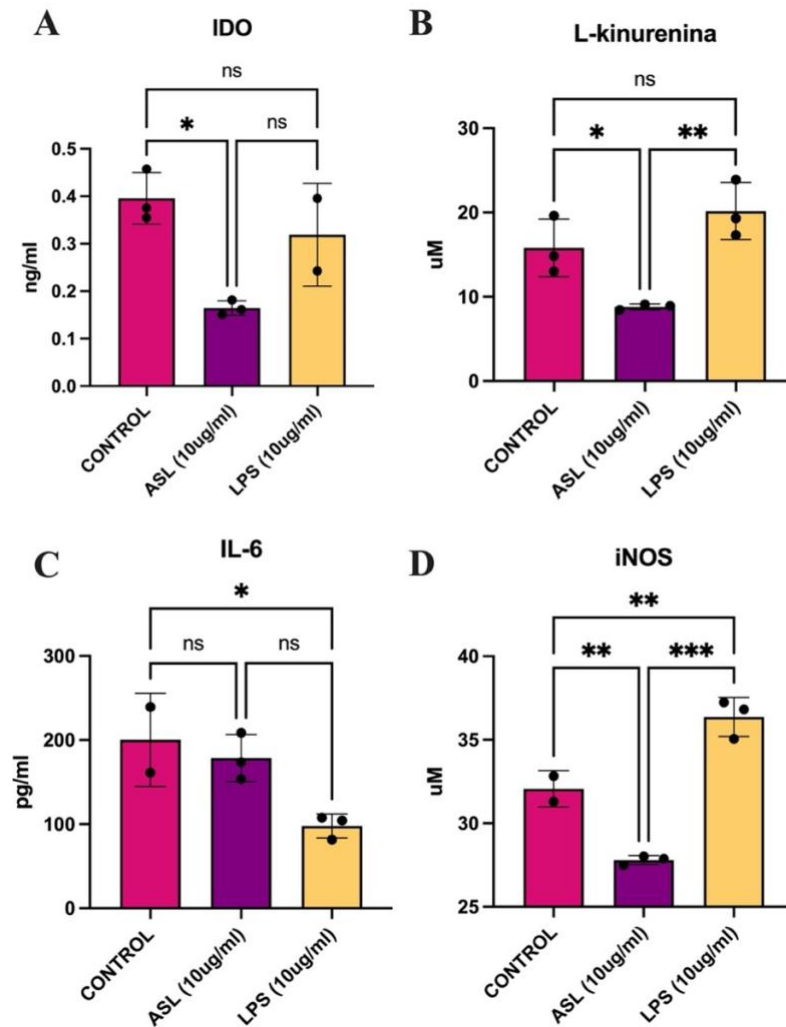 A
IDO
ns
*
ns
ng/ml
0.5
0.4
0.3
0.2
0.1
0.0
CONTROL
ASL (10ug/ml)
LPS (10ug/ml)
B
L-kinurenina
ns
*
**
uM
30
20
10
0
CONTROL
ASL (10ug/ml)
LPS (10ug/ml)
C
IL-6
*
ns
ns
pg/ml
300
200
100
0
CONTROL
ASL (10ug/ml)
LPS (10ug/ml)
D
iNOS
**
**
***
uM
40
35
30
25
CONTROL
ASL (10ug/ml)
LPS (10ug/ml)